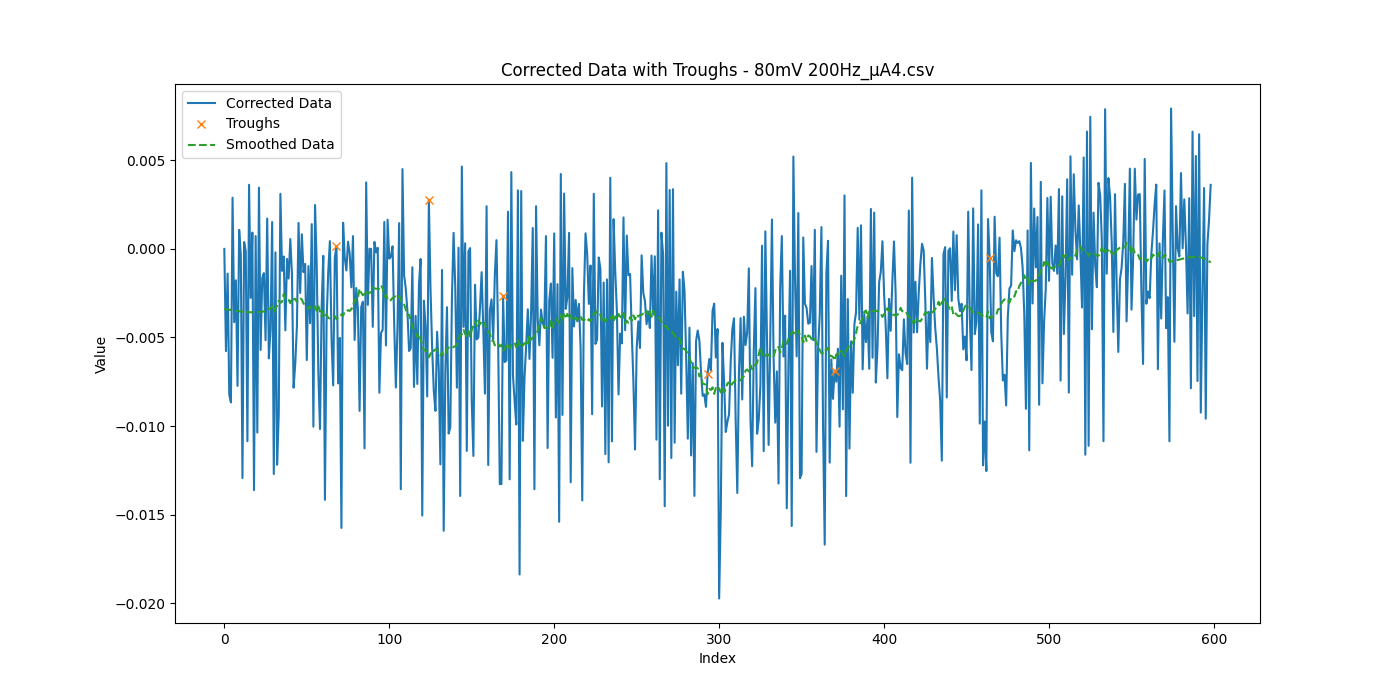 Corrected Data with Troughs - 80mV 200Hz_µA4.csv
Corrected Data
Troughs
Smoothed Data
0.005
0.000
−0.005
−0.010
−0.015
−0.020
Value
0 100 200 300 400 500 600
Index